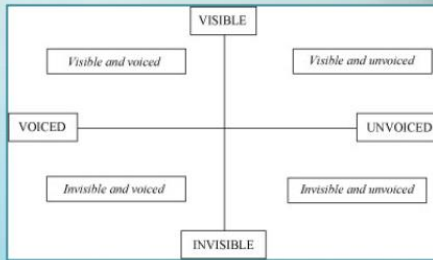 VISIBLE
Visible and voiced
Visible and unvoiced
VOICED
UNVOICED
Invisible and voiced
Invisible and unvoiced
INVISIBLE